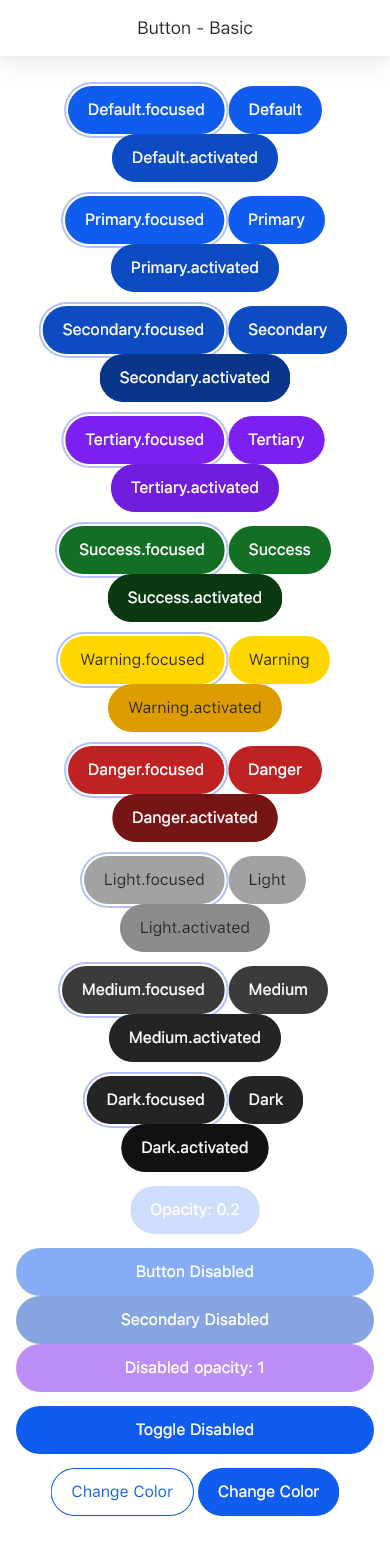 Button - Basic
Default.focused Default
Default.activated
Primary.focused Primary
Primary.activated
Secondary.focused Secondary
Secondary.activated
Tertiary.focused Tertiary
Tertiary.activated
Success.focused Success
Success.activated
Warning.focused Warning
Warning.activated
Danger.focused Danger
Danger.activated
Light.focused Light
Light.activated
Medium.focused Medium
Medium.activated
Dark.focused Dark
Dark.activated
Opacity: 0.2
Button Disabled
Secondary Disabled
Disabled opacity: 1
Toggle Disabled
Change Color Change Color